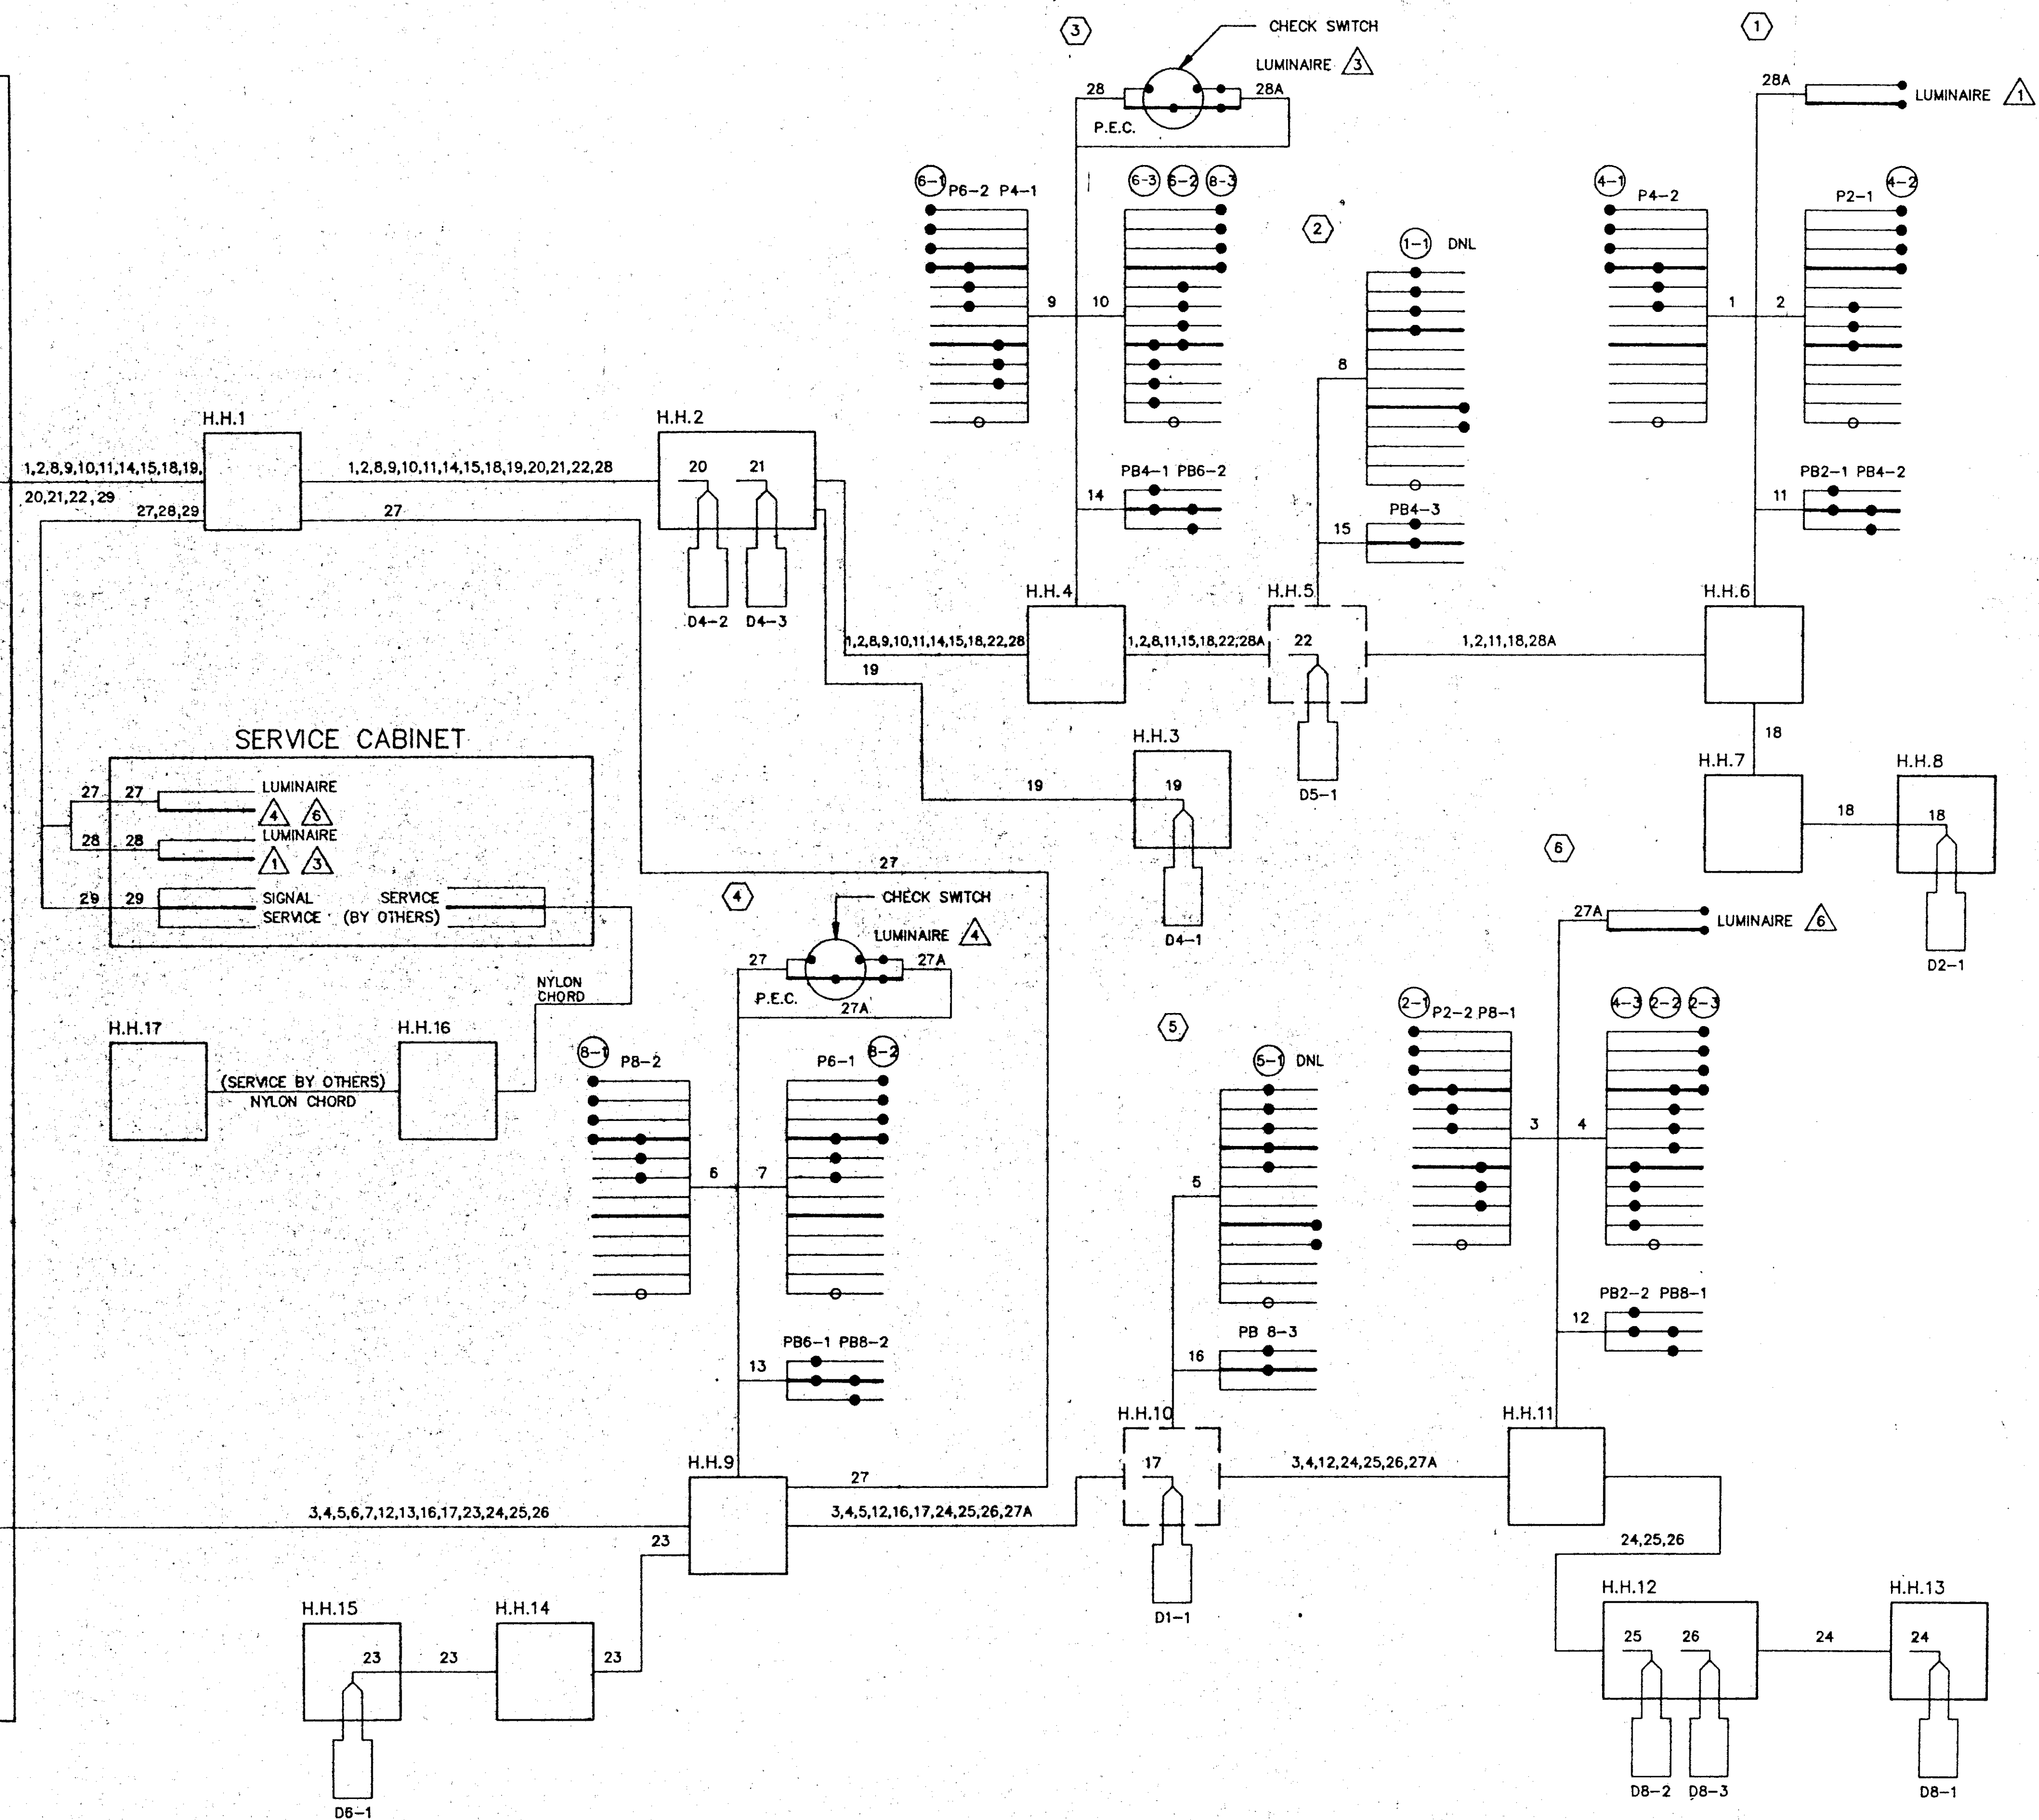 3
CHECK SWITCH
LUMINAIRE 3
28
28A
P.E.C.
1
28A
LUMINAIRE 1
6-1 P6-2 P4-1
6-3 6-2 8-3
9
10
2
1-1 DNL
8
4-1 P4-2
P2-1 4-2
1
2
PB4-1 PB6-2
14
PB4-3
15
PB2-1 PB4-2
11
H.H.1
1,2,8,9,10,11,14,15,18,19,
20,21,22,29
27,28,29
1,2,8,9,10,11,14,15,18,19,20,21,22,28
27
H.H.2
20
21
D4-2
D4-3
H.H.4
1,2,8,9,10,11,14,15,18,22,28
19
1,2,8,11,15,18,22,28A
H.H.5
22
D5-1
1,2,11,18,28A
H.H.6
18
H.H.3
19
19
D4-1
H.H.7
18
H.H.8
18
D2-1
SERVICE CABINET
27
27
LUMINAIRE
4 6
28
28
LUMINAIRE
1 3
29
29
SIGNAL
SERVICE
SERVICE
(BY OTHERS)
NYLON
CHORD
27
4
CHECK SWITCH
LUMINAIRE 4
27
27A
P.E.C.
27A
6
27A
LUMINAIRE 6
H.H.17
(SERVICE BY OTHERS)
NYLON CHORD
H.H.16
8-1 P8-2
P6-1 8-2
6
7
5
5-1 DNL
5
2-1 P2-2 P8-1
4-3 2-2 2-3
3
4
PB6-1 PB8-2
13
PB 8-3
16
PB2-2 PB8-1
12
H.H.9
27
3,4,5,6,7,12,13,16,17,23,24,25,26
3,4,5,12,16,17,24,25,26,27A
23
H.H.10
17
D1-1
3,4,12,24,25,26,27A
H.H.11
24,25,26
H.H.15
23
23
H.H.14
23
D6-1
H.H.12
25
26
D8-2
D8-3
24
H.H.13
24
D8-1